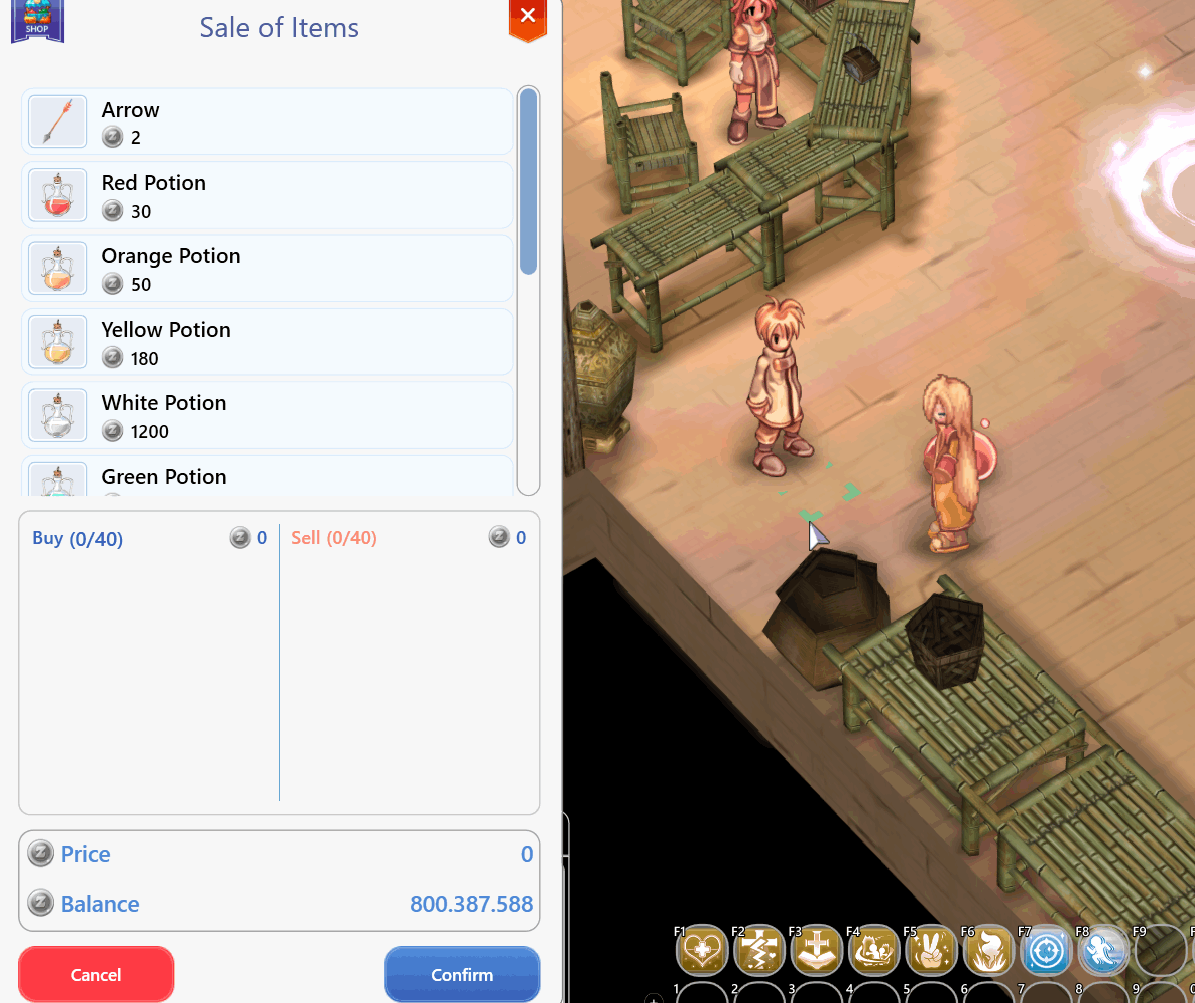 SHOP
Sale of Items
Arrow
2
Red Potion
30
Orange Potion
50
Yellow Potion
180
White Potion
1200
Green Potion
Buy (0/40) 0 Sell (0/40) 0
Price 0
Balance 800.387.588
Cancel Confirm
F1 F2 F3 F4 F5 F6 F7 F8 F9
1 2 3 4 5 6 7 8 9